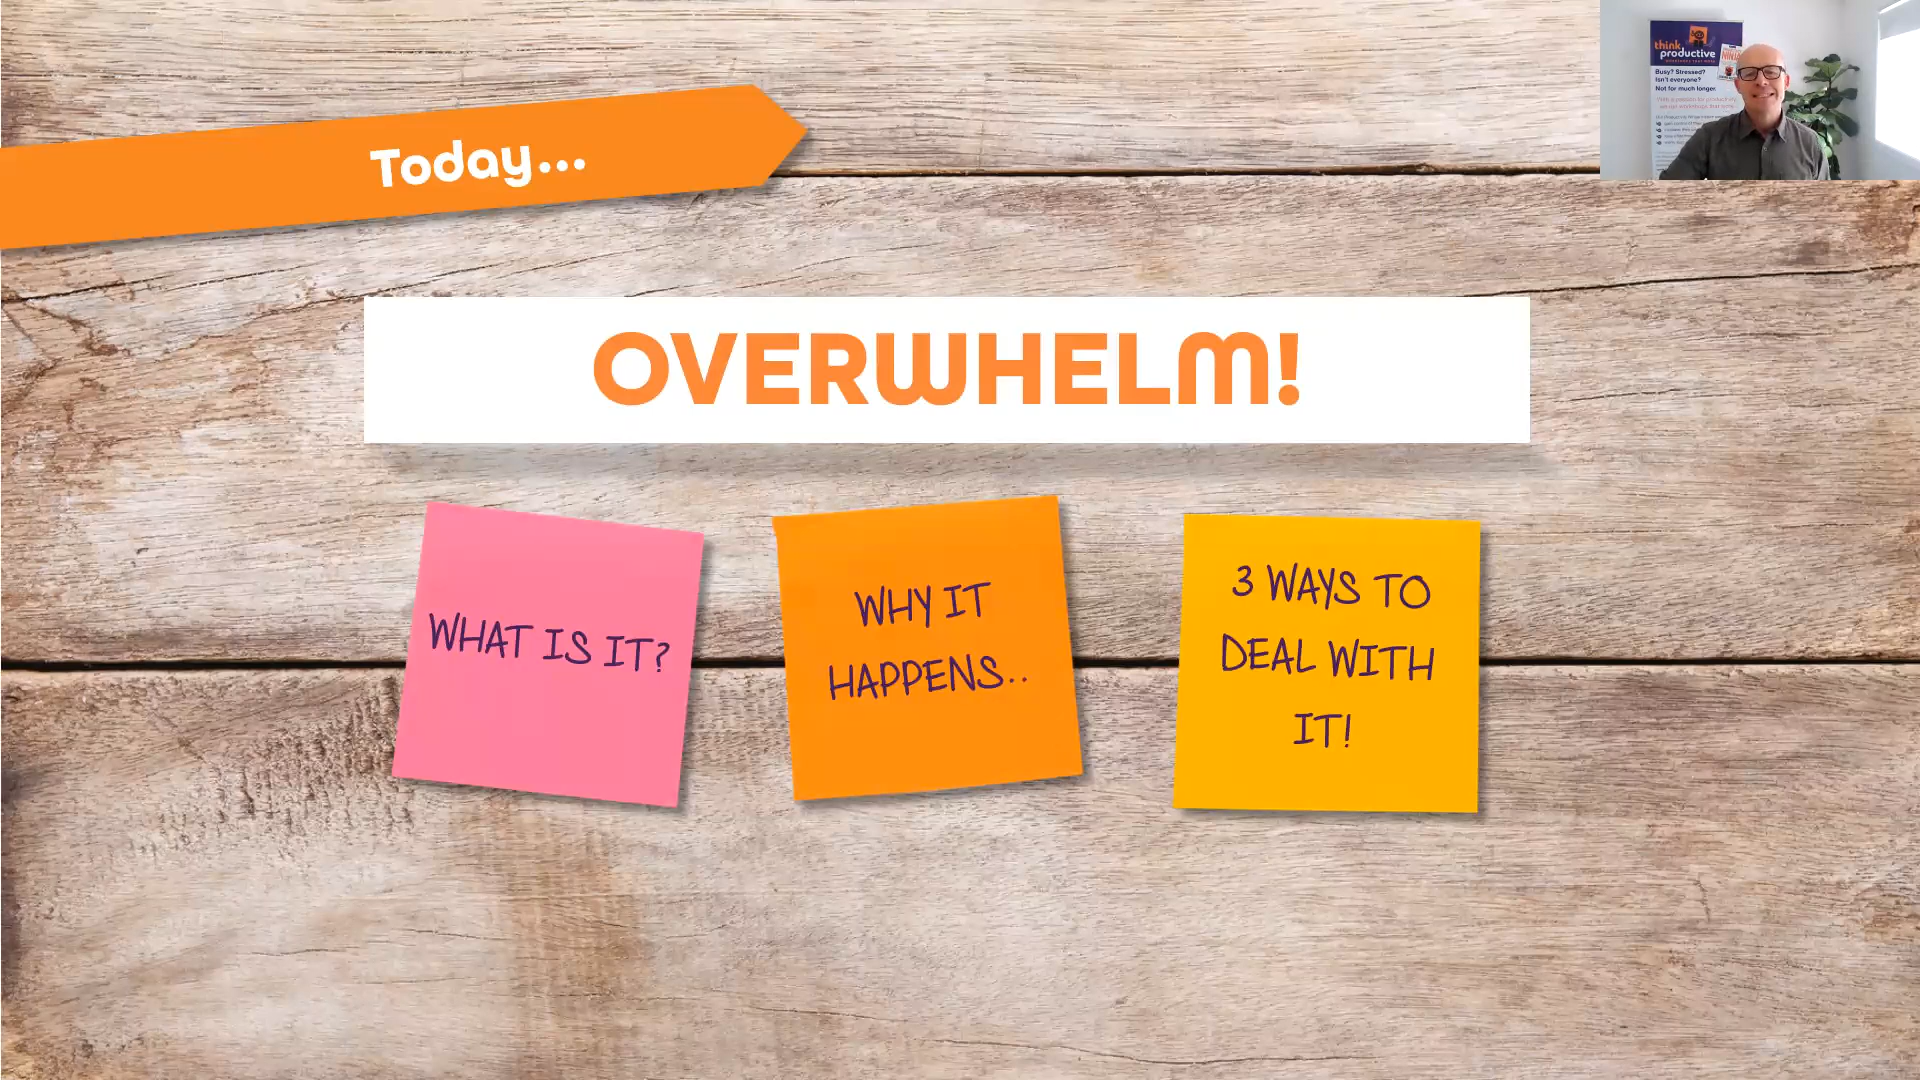 Today...
OVERWHELM!
WHAT IS IT?
WHY IT
HAPPENS..
3 WAYS TO
DEAL WITH
IT!
think
productive
Busy? Stressed?
Isn't everyone?
Not for much longer.